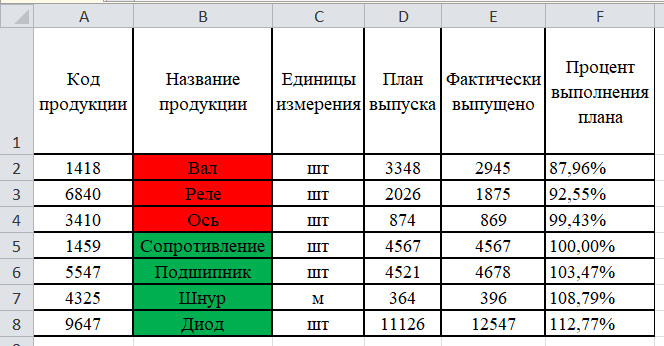 A B C D E F
1 Код продукции Название продукции Единицы измерения План выпуска Фактически выпущено Процент выполнения плана
2 1418 Вал шт 3348 2945 87,96%
3 6840 Реле шт 2026 1875 92,55%
4 3410 Ось шт 874 869 99,43%
5 1459 Сопротивление шт 4567 4567 100,00%
6 5547 Подшипник шт 4521 4678 103,47%
7 4325 Шнур м 364 396 108,79%
8 9647 Диод шт 11126 12547 112,77%